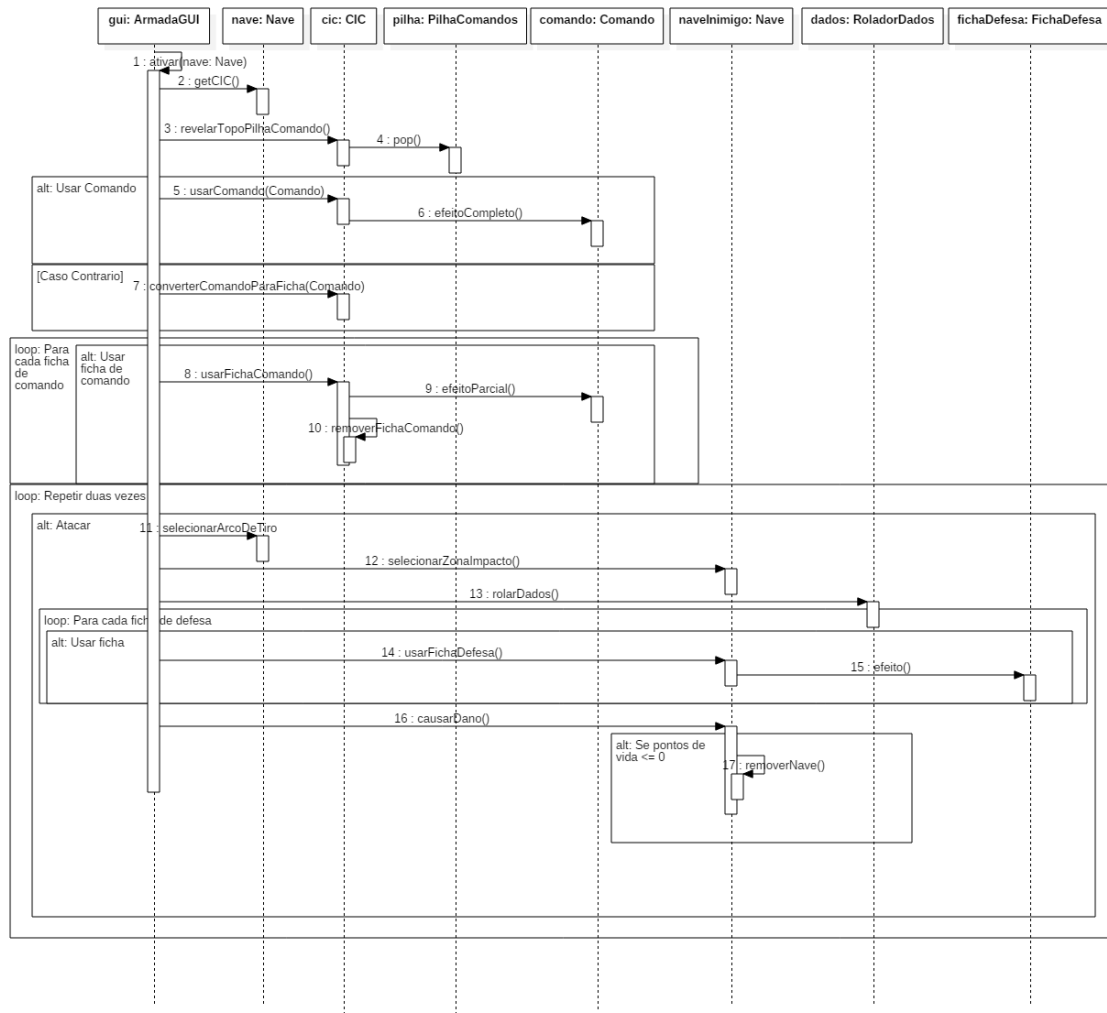 gui: ArmadaGUI
nave: Nave
cic: CIC
pilha: PilhaComandos
comando: Comando
naveInimigo: Nave
dados: RoladorDados
fichaDefesa: FichaDefesa
1 : ativar(nave: Nave)
2 : getCIC()
3 : revelarTopoPilhaComando()
4 : pop()
alt: Usar Comando
5 : usarComando(Comando)
6 : efeitoCompleto()
[Caso Contrario]
7 : converterComandoParaFicha(Comando)
loop: Para
cada ficha
de
comando
alt: Usar
ficha de
comando
8 : usarFichaComando()
9 : efeitoParcial()
10 : removerFichaComando()
loop: Repetir duas vezes
alt: Atacar
11 : selecionarArcoDeTiro
12 : selecionarZonaImpacto()
13 : rolarDados()
loop: Para cada ficha de defesa
alt: Usar ficha
14 : usarFichaDefesa()
15 : efeito()
16 : causarDano()
alt: Se pontos de
vida <= 0
17 : removerNave()